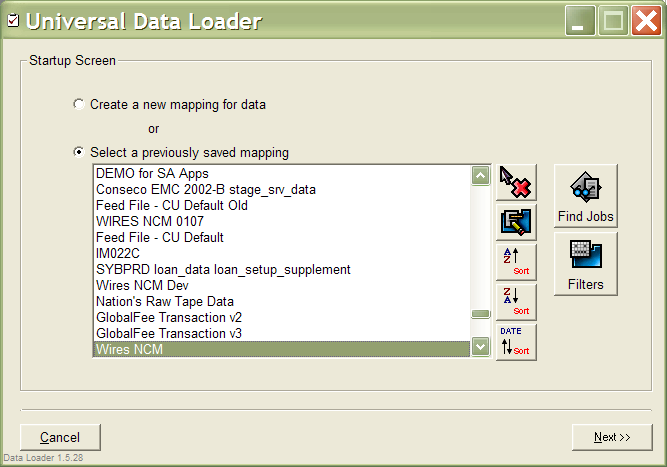 Universal Data Loader
Startup Screen
Create a new mapping for data
or
Select a previously saved mapping
DEMO for SA Apps
Conseco EMC 2002-B stage_srv_data
Feed File - CU Default Old
WIRES NCM 0107
Feed File - CU Default
IM022C
SYBPRD loan_data loan_setup_supplement
Wires NCM Dev
Nation's Raw Tape Data
GlobalFee Transaction v2
GlobalFee Transaction v3
Wires NCM
A
Z
Sort
Z
A
Sort
DATE
Sort
Find Jobs
Filters
Cancel
Next >>
Data Loader 1.5.28